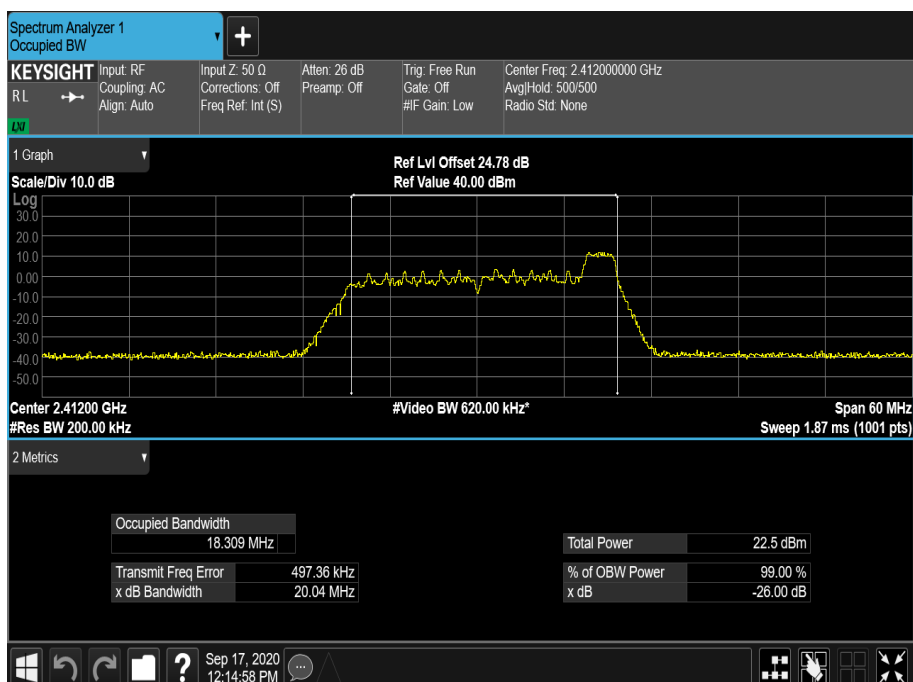 Spectrum Analyzer 1
Occupied BW
KEYSIGHT
Input: RF
Input Z: 50 Ω
Atten: 26 dB
Trig: Free Run
Center Freq: 2.412000000 GHz
R L
Coupling: AC
Corrections: Off
Preamp: Off
Gate: Off
Avg|Hold: 500/500
Align: Auto
Freq Ref: Int (S)
#IF Gain: Low
Radio Std: None
LXI
1 Graph
Ref Lvl Offset 24.78 dB
Scale/Div 10.0 dB
Ref Value 40.00 dBm
Log
30.0
20.0
10.0
0.00
-10.0
-20.0
-30.0
-40.0
-50.0
Center 2.41200 GHz
#Video BW 620.00 kHz*
Span 60 MHz
#Res BW 200.00 kHz
Sweep 1.87 ms (1001 pts)
2 Metrics
Occupied Bandwidth
18.309 MHz
Total Power 22.5 dBm
Transmit Freq Error 497.36 kHz
% of OBW Power 99.00 %
x dB Bandwidth 20.04 MHz
x dB -26.00 dB
Sep 17, 2020
12:14:58 PM